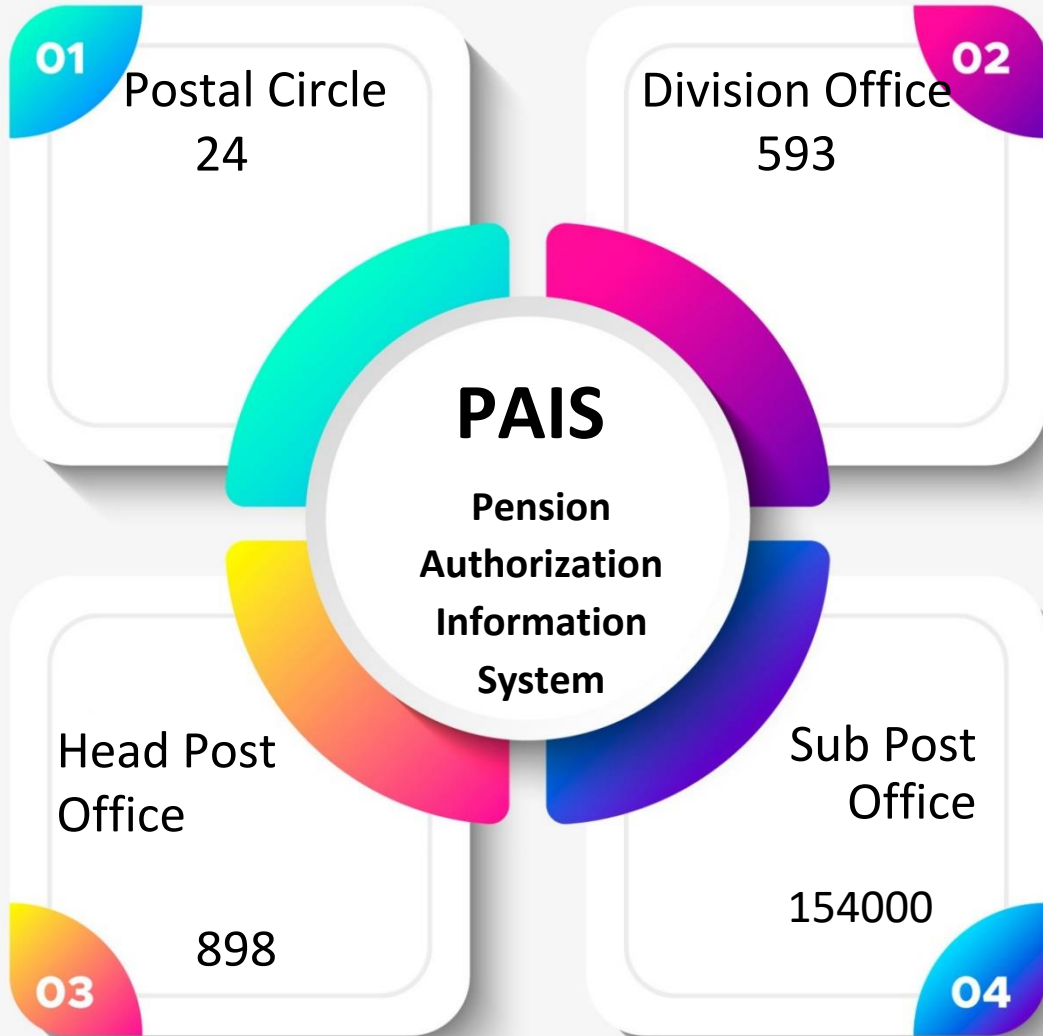 01
Postal Circle
24
02
Division Office
593
PAIS
Pension
Authorization
Information
System
Head Post
Office
898
03
Sub Post
Office
154000
04